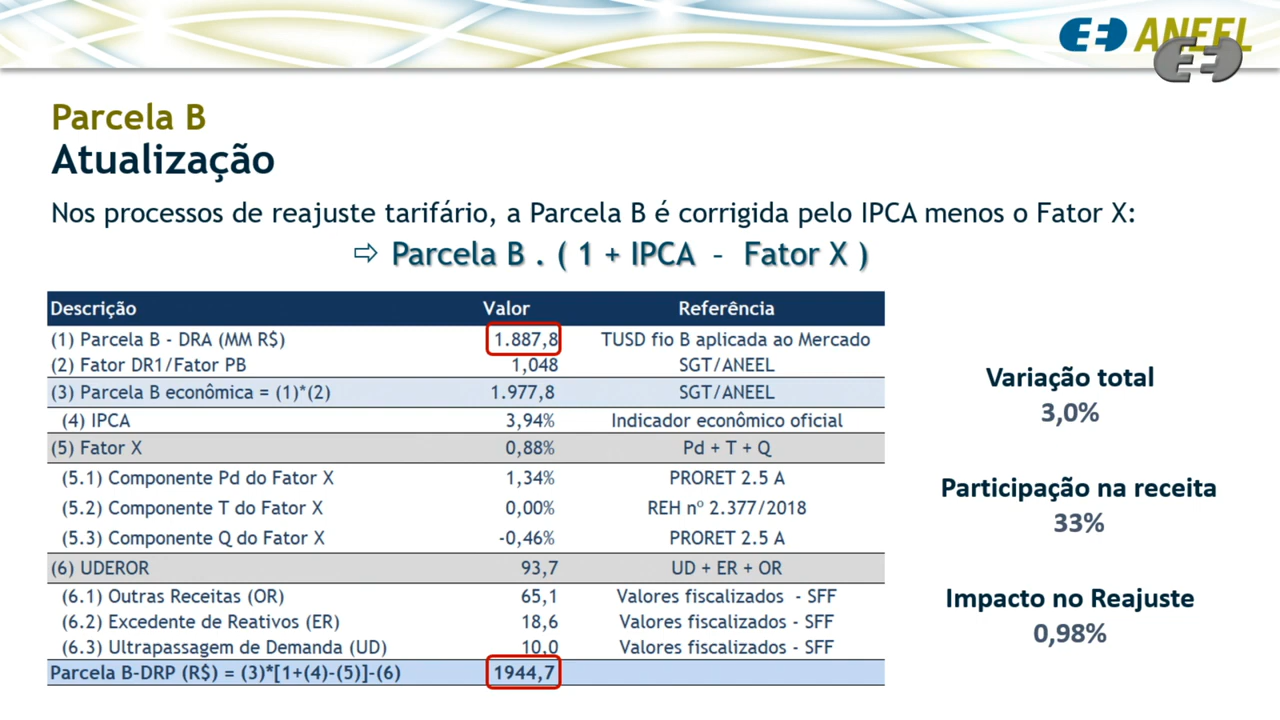 ANEEL
Parcela B
Atualização
Nos processos de reajuste tarifário, a Parcela B é corrigida pelo IPCA menos o Fator X:
⇨ Parcela B . ( 1 + IPCA – Fator X )
Descrição Valor Referência
(1) Parcela B - DRA (MM R$) 1.887,8 TUSD fio B aplicada ao Mercado
(2) Fator DR1/Fator PB 1,048 SGT/ANEEL
(3) Parcela B econômica = (1)*(2) 1.977,8 SGT/ANEEL
(4) IPCA 3,94% Indicador econômico oficial
(5) Fator X 0,88% Pd + T + Q
(5.1) Componente Pd do Fator X 1,34% PRORET 2.5 A
(5.2) Componente T do Fator X 0,00% REH nº 2.377/2018
(5.3) Componente Q do Fator X -0,46% PRORET 2.5 A
(6) UDEROR 93,7 UD + ER + OR
(6.1) Outras Receitas (OR) 65,1 Valores fiscalizados - SFF
(6.2) Excedente de Reativos (ER) 18,6 Valores fiscalizados - SFF
(6.3) Ultrapassagem de Demanda (UD) 10,0 Valores fiscalizados - SFF
Parcela B-DRP (R$) = (3)*[1+(4)-(5)]-(6) 1944,7
Variação total
3,0%
Participação na receita
33%
Impacto no Reajuste
0,98%